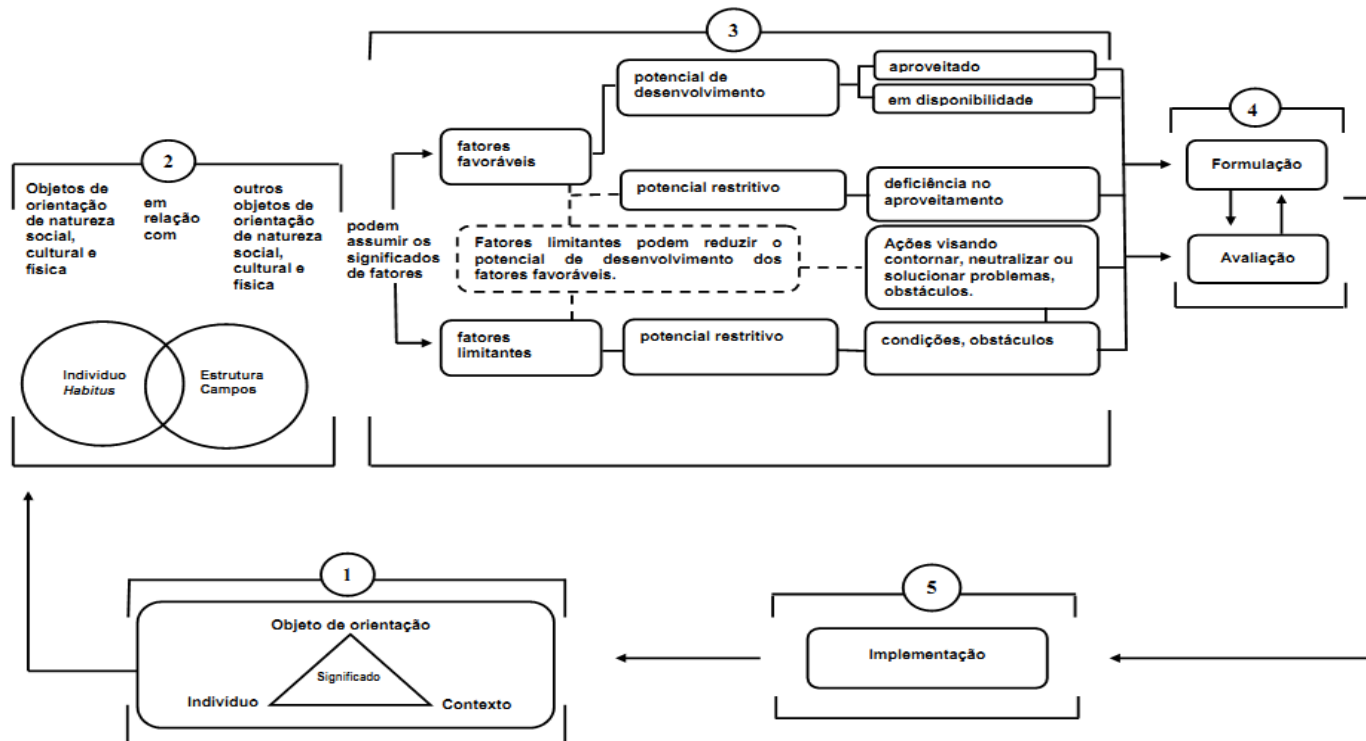 3
potencial de
desenvolvimento
aproveitado
em disponibilidade
4
Formulação
Avaliação
2
Objetos de
orientação
de natureza
social,
cultural e
física
em
relação
com
outros
objetos de
orientação
de natureza
social,
cultural e
física
podem
assumir os
significados
de fatores
fatores
favoráveis
potencial restritivo
deficiência no
aproveitamento
Fatores limitantes podem reduzir o
potencial de desenvolvimento dos
fatores favoráveis.
Ações visando
contornar, neutralizar ou
solucionar problemas,
obstáculos.
fatores
limitantes
potencial restritivo
condições, obstáculos
Individuo
Habitus
Estrutura
Campos
1
Objeto de orientação
Significado
Indivíduo
Contexto
5
Implementação